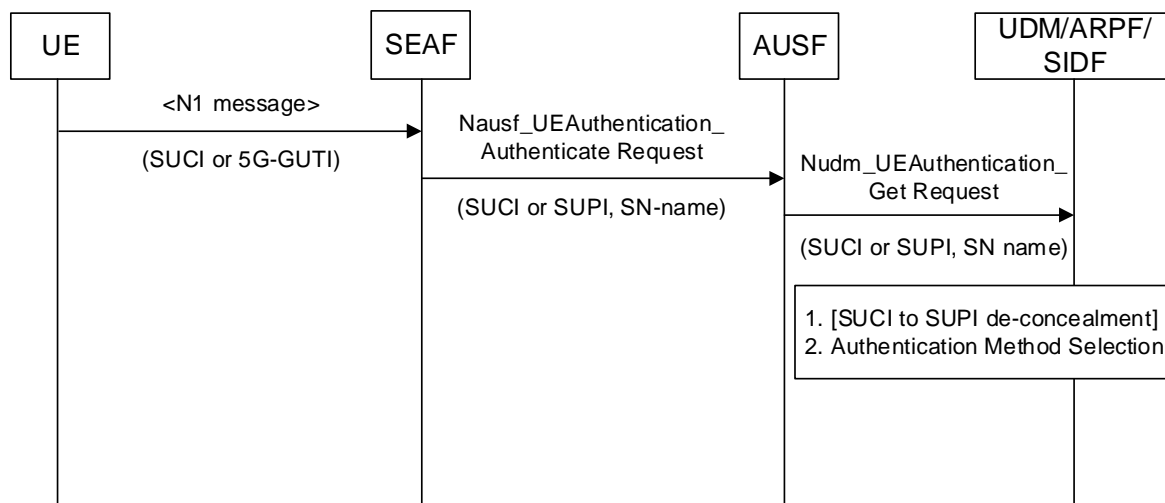 UE
SEAF
AUSF
UDM/ARPF/
SIDF
<N1 message>
(SUCI or 5G-GUTI)
Nausf_UEAuthentication_
Authenticate Request
(SUCI or SUPI, SN-name)
Nudm_UEAuthentication_
Get Request
(SUCI or SUPI, SN name)
1. [SUCI to SUPI de-concealment]
2. Authentication Method Selection